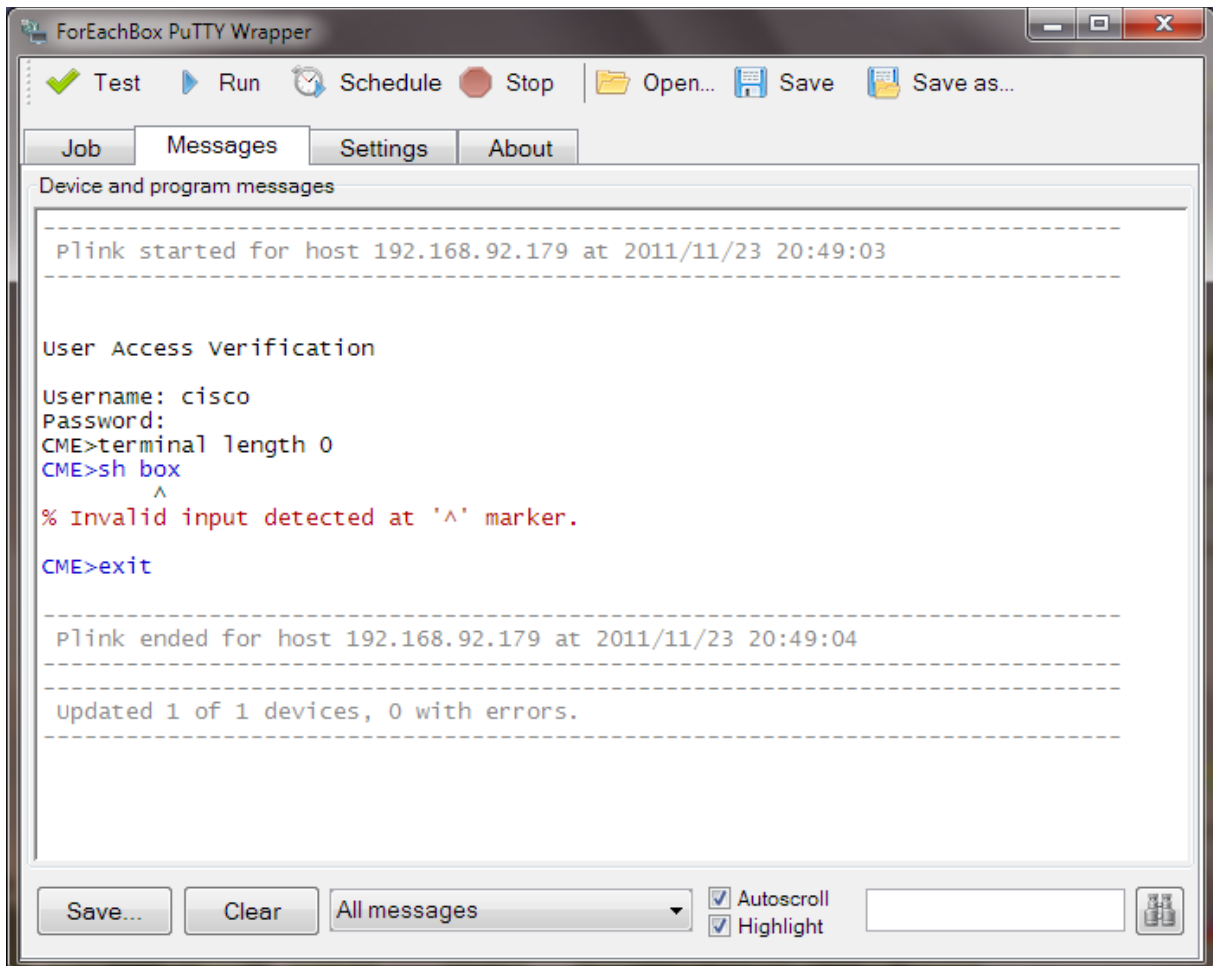 ForEachBox PuTTY Wrapper
Test Run Schedule Stop Open... Save Save as...
Job Messages Settings About
Device and program messages
------------------------------------------------------------------------------
Plink started for host 192.168.92.179 at 2011/11/23 20:49:03
------------------------------------------------------------------------------
User Access Verification
Username: cisco
Password:
CME>terminal length 0
CME>sh box
^
% Invalid input detected at '^' marker.
CME>exit
------------------------------------------------------------------------------
Plink ended for host 192.168.92.179 at 2011/11/23 20:49:04
------------------------------------------------------------------------------
------------------------------------------------------------------------------
Updated 1 of 1 devices, 0 with errors.
------------------------------------------------------------------------------
Save... Clear All messages Autoscroll
Highlight